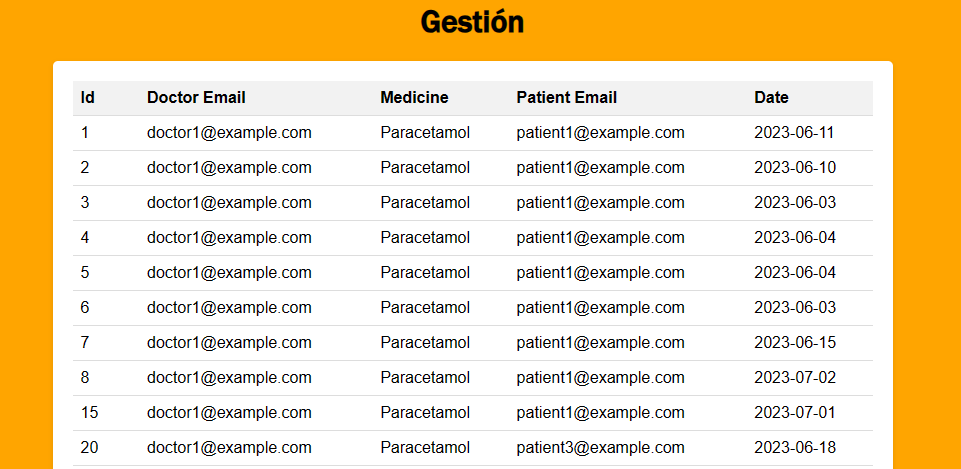 Gestión
Id Doctor Email Medicine Patient Email Date
1 doctor1@example.com Paracetamol patient1@example.com 2023-06-11
2 doctor1@example.com Paracetamol patient1@example.com 2023-06-10
3 doctor1@example.com Paracetamol patient1@example.com 2023-06-03
4 doctor1@example.com Paracetamol patient1@example.com 2023-06-04
5 doctor1@example.com Paracetamol patient1@example.com 2023-06-04
6 doctor1@example.com Paracetamol patient1@example.com 2023-06-03
7 doctor1@example.com Paracetamol patient1@example.com 2023-06-15
8 doctor1@example.com Paracetamol patient1@example.com 2023-07-02
15 doctor1@example.com Paracetamol patient1@example.com 2023-07-01
20 doctor1@example.com Paracetamol patient3@example.com 2023-06-18